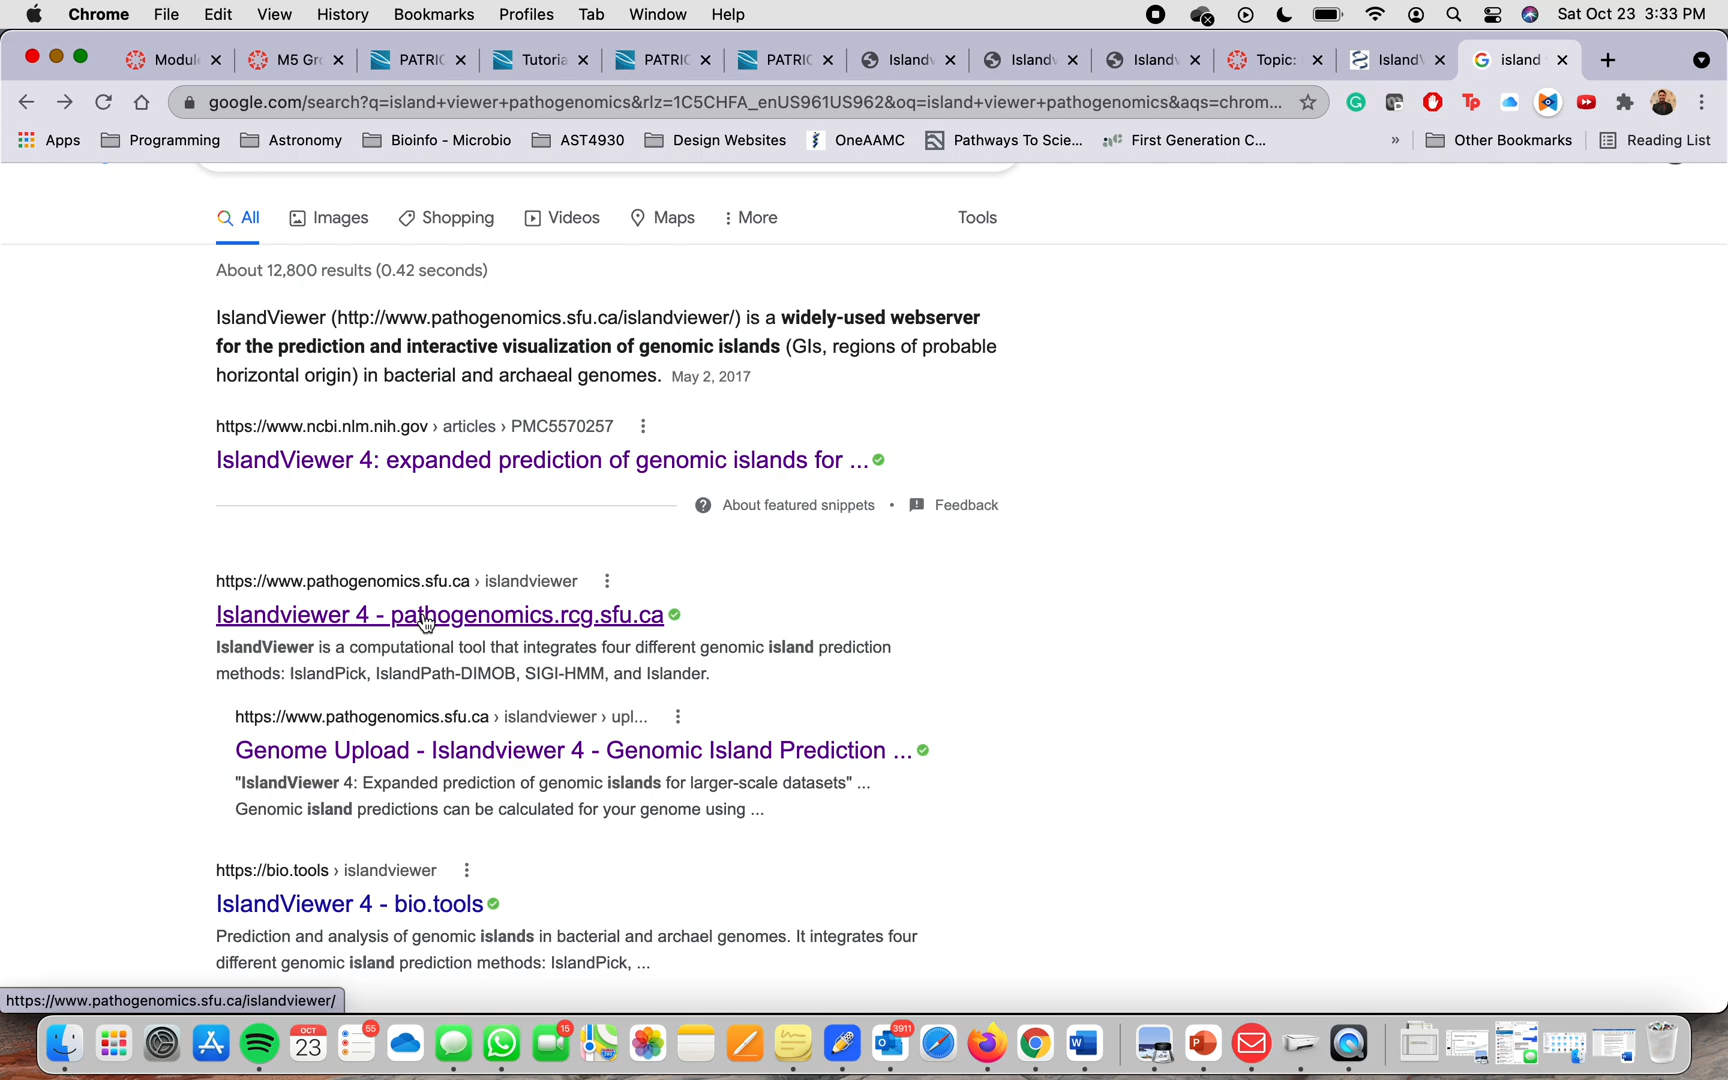 Chrome File Edit View History Bookmarks Profiles Tab Window Help Sat Oct 23 3:33 PM
Modul M5 Gr PATRIC Tutoria PATRI PATRI Island Island Island Topic: Island island
google.com/search?q=island+viewer+pathogenomics&rlz=1C5CHFA_enUS961US962&oq=island+viewer+pathogenomics&aqs=chrom...
Apps Programming Astronomy Bioinfo - Microbio AST4930 Design Websites OneAAMC Pathways To Scie... First Generation C... » Other Bookmarks Reading List
All Images Shopping Videos Maps More Tools
About 12,800 results (0.42 seconds)
IslandViewer (http://www.pathogenomics.sfu.ca/islandviewer/) is a widely-used webserver
for the prediction and interactive visualization of genomic islands (GIs, regions of probable
horizontal origin) in bacterial and archaeal genomes. May 2, 2017
https://www.ncbi.nlm.nih.gov › articles › PMC5570257
IslandViewer 4: expanded prediction of genomic islands for ...
About featured snippets • Feedback
https://www.pathogenomics.sfu.ca › islandviewer
Islandviewer 4 - pathogenomics.rcg.sfu.ca
IslandViewer is a computational tool that integrates four different genomic island prediction
methods: IslandPick, IslandPath-DIMOB, SIGI-HMM, and Islander.
https://www.pathogenomics.sfu.ca › islandviewer › upl...
Genome Upload - Islandviewer 4 - Genomic Island Prediction ...
"IslandViewer 4: Expanded prediction of genomic islands for larger-scale datasets" ...
Genomic island predictions can be calculated for your genome using ...
https://bio.tools › islandviewer
IslandViewer 4 - bio.tools
Prediction and analysis of genomic islands in bacterial and archael genomes. It integrates four
different genomic island prediction methods: IslandPick, ...
https://www.pathogenomics.sfu.ca/islandviewer/
OCT 55 15 3911
23